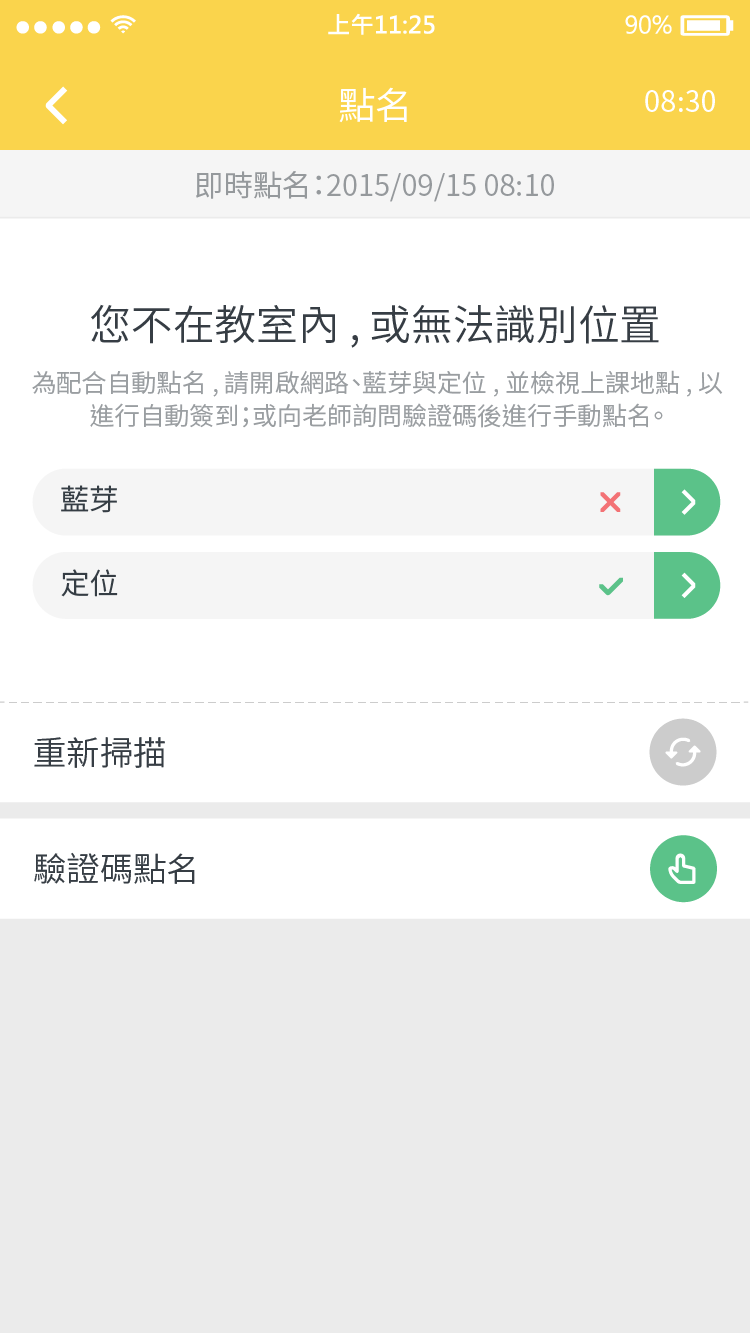 上午11:25
90%
點名
08:30
即時點名：2015/09/15 08:10
您不在教室內 , 或無法識別位置
為配合自動點名 , 請開啟網路、藍芽與定位 , 並檢視上課地點 , 以
進行自動簽到；或向老師詢問驗證碼後進行手動點名。
藍芽
定位
重新掃描
驗證碼點名